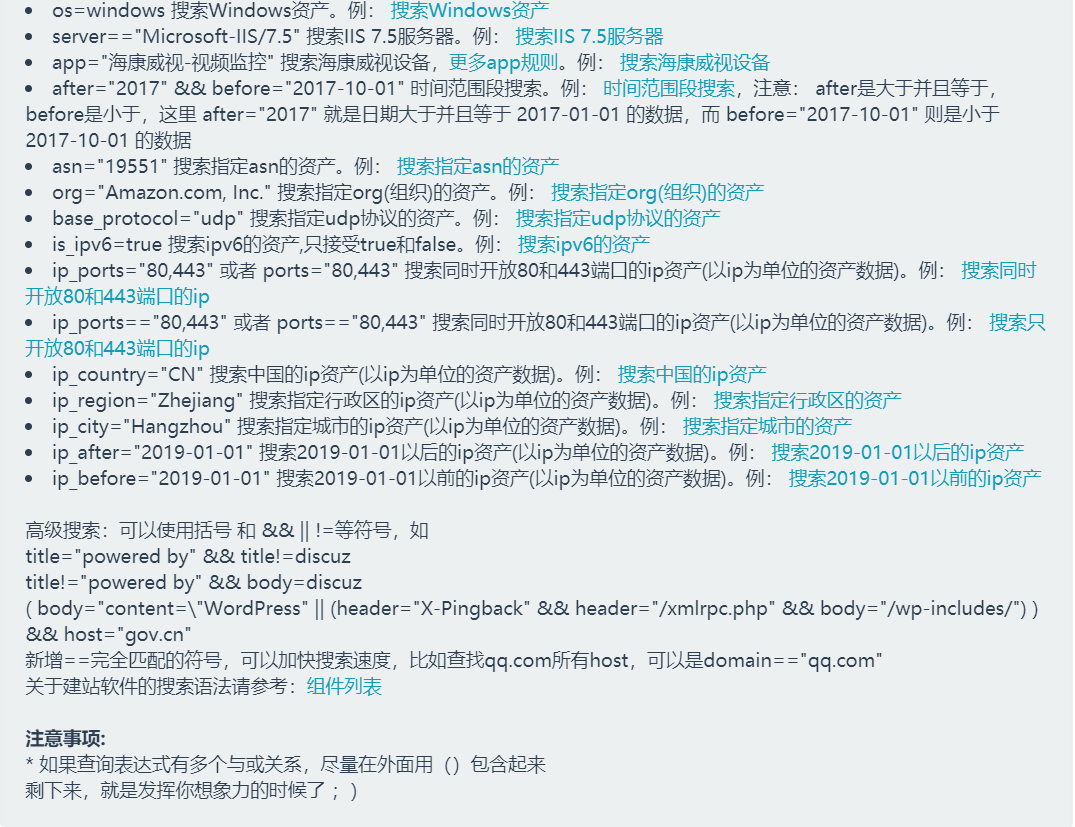 • os=windows 搜索Windows资产。例： 搜索Windows资产
• server=="Microsoft-IIS/7.5" 搜索IIS 7.5服务器。例： 搜索IIS 7.5服务器
• app="海康威视-视频监控" 搜索海康威视设备，更多app规则。例： 搜索海康威视设备
• after="2017" && before="2017-10-01" 时间范围段搜索。例： 时间范围段搜索，注意： after是大于并且等于，
before是小于，这里 after="2017" 就是日期大于并且等于 2017-01-01 的数据，而 before="2017-10-01" 则是小于
2017-10-01 的数据
• asn="19551" 搜索指定asn的资产。例： 搜索指定asn的资产
• org="Amazon.com, Inc." 搜索指定org(组织)的资产。例： 搜索指定org(组织)的资产
• base_protocol="udp" 搜索指定udp协议的资产。例： 搜索指定udp协议的资产
• is_ipv6=true 搜索ipv6的资产,只接受true和false。例： 搜索ipv6的资产
• ip_ports="80,443" 或者 ports="80,443" 搜索同时开放80和443端口的ip资产(以ip为单位的资产数据)。例： 搜索同时
开放80和443端口的ip
• ip_ports=="80,443" 或者 ports=="80,443" 搜索同时开放80和443端口的ip资产(以ip为单位的资产数据)。例： 搜索只
开放80和443端口的ip
• ip_country="CN" 搜索中国的ip资产(以ip为单位的资产数据)。例： 搜索中国的ip资产
• ip_region="Zhejiang" 搜索指定行政区的ip资产(以ip为单位的资产数据)。例： 搜索指定行政区的资产
• ip_city="Hangzhou" 搜索指定城市的ip资产(以ip为单位的资产数据)。例： 搜索指定城市的资产
• ip_after="2019-01-01" 搜索2019-01-01以后的ip资产(以ip为单位的资产数据)。例： 搜索2019-01-01以后的ip资产
• ip_before="2019-01-01" 搜索2019-01-01以前的ip资产(以ip为单位的资产数据)。例： 搜索2019-01-01以前的ip资产
高级搜索：可以使用括号 和 && || !=等符号，如
title="powered by" && title!=discuz
title!="powered by" && body=discuz
( body="content=\"WordPress" || (header="X-Pingback" && header="/xmlrpc.php" && body="/wp-includes/") )
&& host="gov.cn"
新增==完全匹配的符号，可以加快搜索速度，比如查找qq.com所有host，可以是domain=="qq.com"
关于建站软件的搜索语法请参考：组件列表
注意事项:
* 如果查询表达式有多个与或关系，尽量在外面用（）包含起来
剩下来，就是发挥你想象力的时候了；）